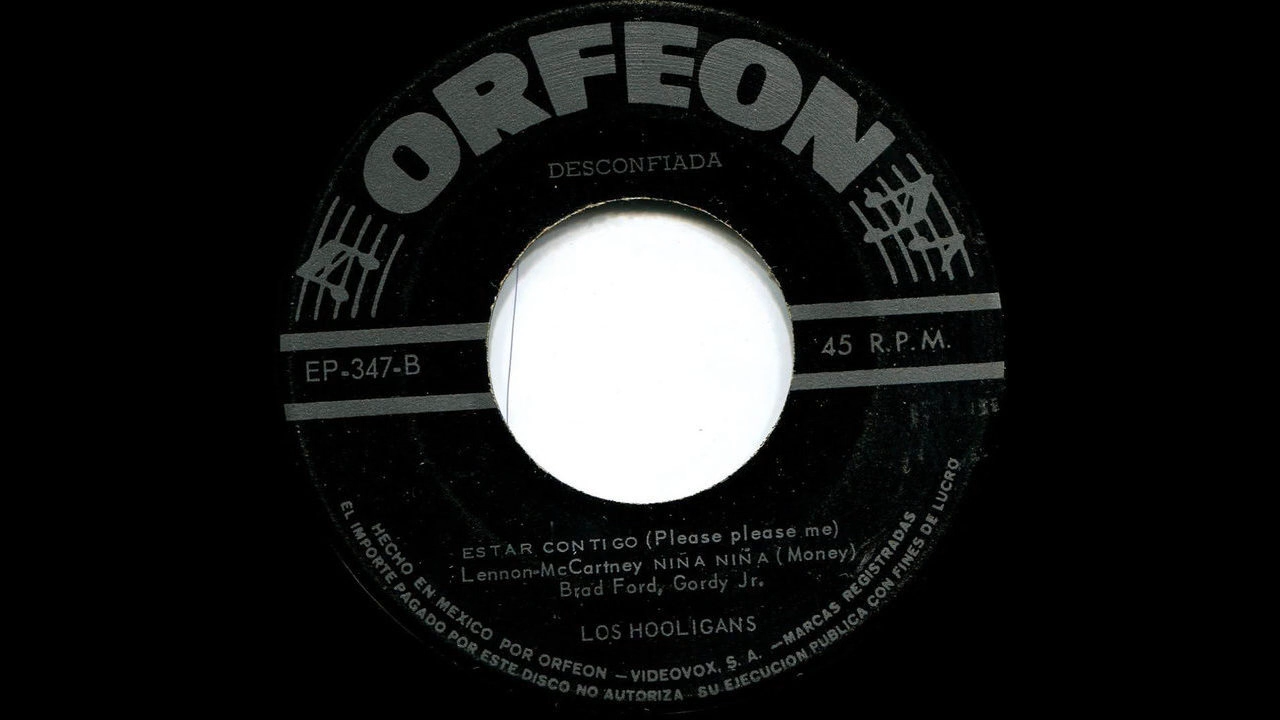 ORFEON
DESCONFIADA
EP-347-B
45 R.P.M.
ESTAR CONTIGO (Please please me)
Lennon-McCartney NIÑA NIÑA (Money)
Brad Ford, Gordy Jr.
LOS HOOLIGANS
HECHO EN MEXICO POR ORFEON - VIDEOVOX, S. A. - MARCAS REGISTRADAS
EL IMPORTE PAGADO POR ESTE DISCO NO AUTORIZA SU EJECUCION PUBLICA CON FINES DE LUCRO